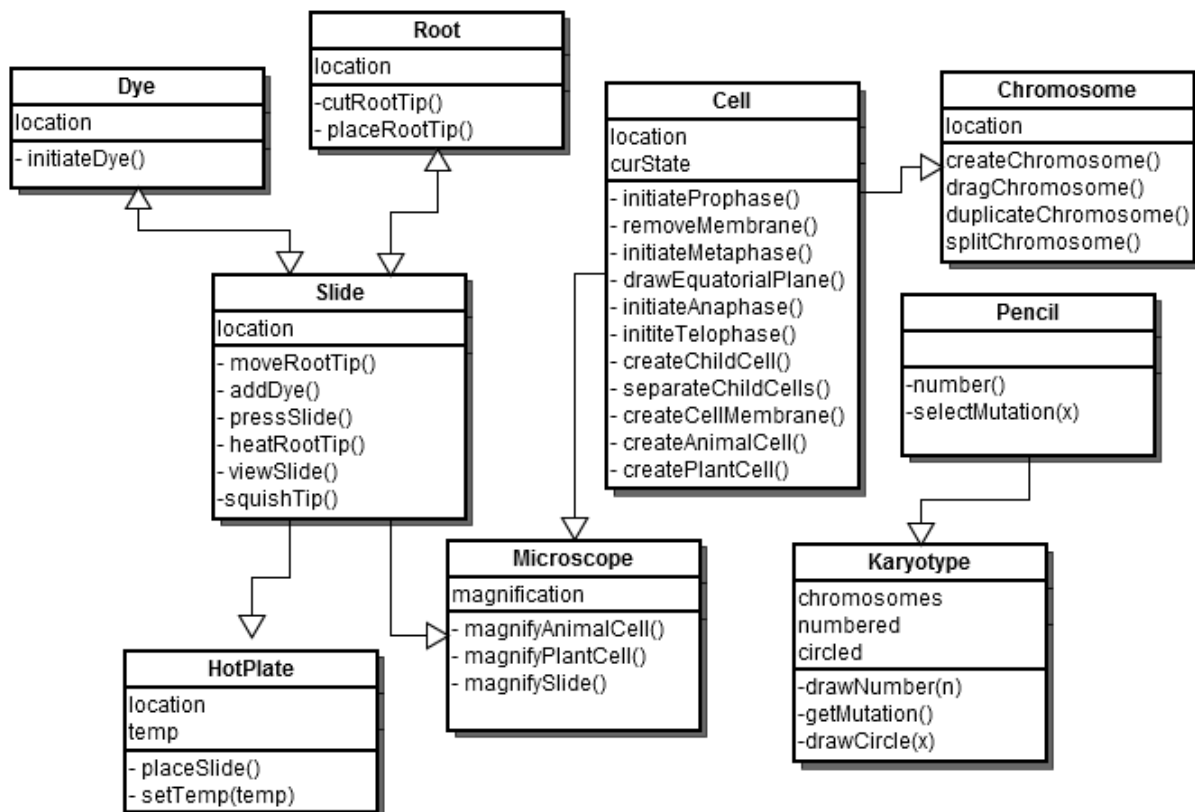 Root
location
-cutRootTip()
- placeRootTip()
Dye
location
- initiateDye()
Cell
location
curState
- initiateProphase()
- removeMembrane()
- initiateMetaphase()
- drawEquatorialPlane()
- initiateAnaphase()
- inititeTelophase()
- createChildCell()
- separateChildCells()
- createCellMembrane()
- createAnimalCell()
- createPlantCell()
Chromosome
location
createChromosome()
dragChromosome()
duplicateChromosome()
splitChromosome()
Slide
location
- moveRootTip()
- addDye()
- pressSlide()
- heatRootTip()
- viewSlide()
-squishTip()
Pencil
-number()
-selectMutation(x)
Microscope
magnification
- magnifyAnimalCell()
- magnifyPlantCell()
- magnifySlide()
Karyotype
chromosomes
numbered
circled
-drawNumber(n)
-getMutation()
-drawCircle(x)
HotPlate
location
temp
- placeSlide()
- setTemp(temp)